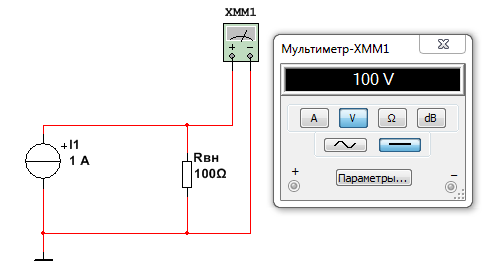 XMM1
+ −
+ I1
1 A
Rвн
100Ω
Мультиметр-XMM1
100 V
A V Ω dB
+ −
Параметры...